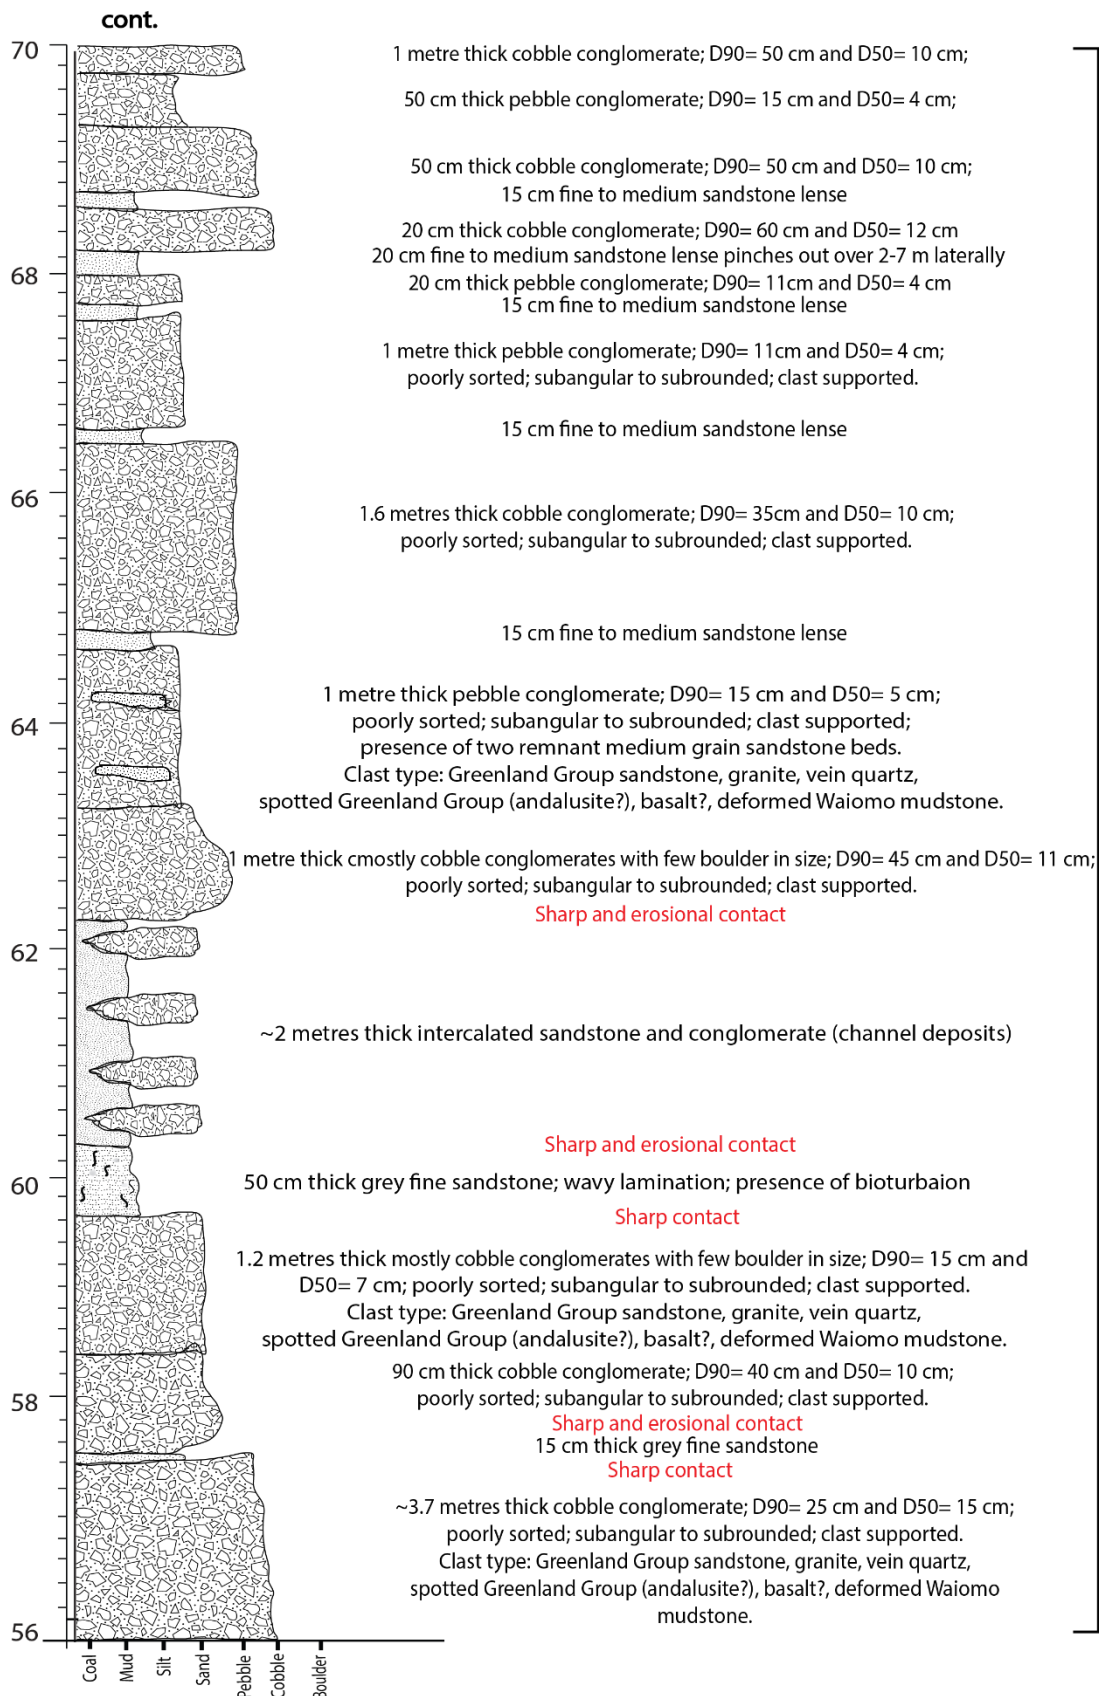 cont.
70
1 metre thick cobble conglomerate; D90= 50 cm and D50= 10 cm;
50 cm thick pebble conglomerate; D90= 15 cm and D50= 4 cm;
50 cm thick cobble conglomerate; D90= 50 cm and D50= 10 cm;
15 cm fine to medium sandstone lense
20 cm thick cobble conglomerate; D90= 60 cm and D50= 12 cm
20 cm fine to medium sandstone lense pinches out over 2-7 m laterally
68
20 cm thick pebble conglomerate; D90= 11cm and D50= 4 cm
15 cm fine to medium sandstone lense
1 metre thick pebble conglomerate; D90= 11cm and D50= 4 cm;
poorly sorted; subangular to subrounded; clast supported.
15 cm fine to medium sandstone lense
66
1.6 metres thick cobble conglomerate; D90= 35cm and D50= 10 cm;
poorly sorted; subangular to subrounded; clast supported.
15 cm fine to medium sandstone lense
1 metre thick pebble conglomerate; D90= 15 cm and D50= 5 cm;
poorly sorted; subangular to subrounded; clast supported;
64
presence of two remnant medium grain sandstone beds.
Clast type: Greenland Group sandstone, granite, vein quartz,
spotted Greenland Group (andalusite?), basalt?, deformed Waiomo mudstone.
1 metre thick cmostly cobble conglomerates with few boulder in size; D90= 45 cm and D50= 11 cm;
poorly sorted; subangular to subrounded; clast supported.
Sharp and erosional contact
62
~2 metres thick intercalated sandstone and conglomerate (channel deposits)
Sharp and erosional contact
60
50 cm thick grey fine sandstone; wavy lamination; presence of bioturbaion
Sharp contact
1.2 metres thick mostly cobble conglomerates with few boulder in size; D90= 15 cm and
D50= 7 cm; poorly sorted; subangular to subrounded; clast supported.
Clast type: Greenland Group sandstone, granite, vein quartz,
spotted Greenland Group (andalusite?), basalt?, deformed Waiomo mudstone.
90 cm thick cobble conglomerate; D90= 40 cm and D50= 10 cm;
58
poorly sorted; subangular to subrounded; clast supported.
Sharp and erosional contact
15 cm thick grey fine sandstone
Sharp contact
~3.7 metres thick cobble conglomerate; D90= 25 cm and D50= 15 cm;
poorly sorted; subangular to subrounded; clast supported.
Clast type: Greenland Group sandstone, granite, vein quartz,
spotted Greenland Group (andalusite?), basalt?, deformed Waiomo
mudstone.
56
Coal
Mud
Silt
Sand
Pebble
Cobble
Boulder